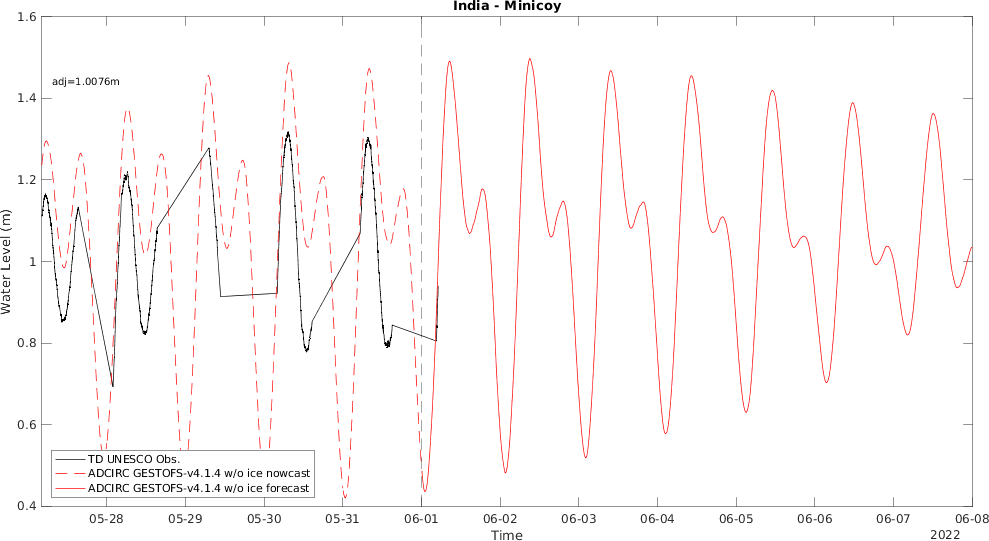 India - Minicoy
1.6
1.4
1.2
1
0.8
0.6
0.4
Water Level (m)
adj=1.0076m
TD UNESCO Obs.
ADCIRC GESTOFS-v4.1.4 w/o ice nowcast
ADCIRC GESTOFS-v4.1.4 w/o ice forecast
05-28 05-29 05-30 05-31 06-01 06-02 06-03 06-04 06-05 06-06 06-07 06-08
Time
2022